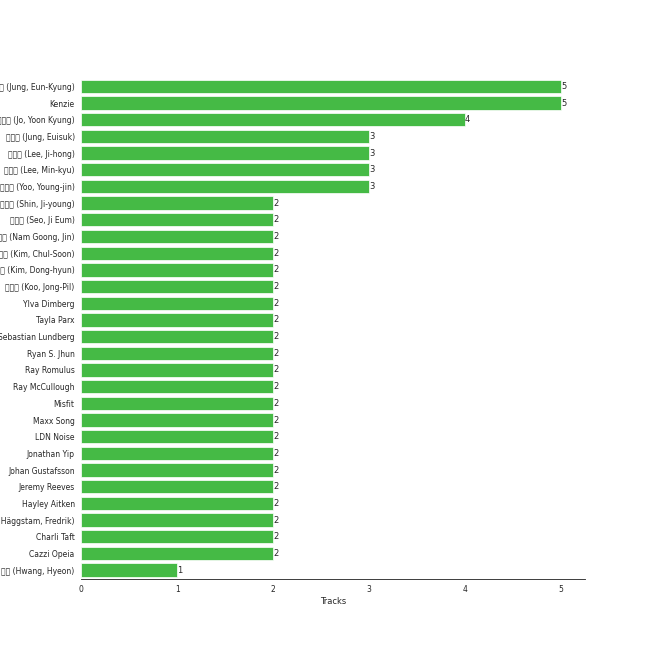 (Jung, Eun-Kyung) 5
Kenzie 5
(Jo, Yoon Kyung) 4
(Jung, Euisuk) 3
(Lee, Ji-hong) 3
(Lee, Min-kyu) 3
(Yoo, Young-jin) 3
(Shin, Ji-young) 2
(Seo, Ji Eum) 2
(Nam Goong, Jin) 2
(Kim, Chul-Soon) 2
(Kim, Dong-hyun) 2
(Koo, Jong-Pil) 2
Ylva Dimberg 2
Tayla Parx 2
Sebastian Lundberg 2
Ryan S. Jhun 2
Ray Romulus 2
Ray McCullough 2
Misfit 2
Maxx Song 2
LDN Noise 2
Jonathan Yip 2
Johan Gustafsson 2
Jeremy Reeves 2
Hayley Aitken 2
Häggstam, Fredrik) 2
Charli Taft 2
Cazzi Opeia 2
(Hwang, Hyeon) 1
0 1 2 3 4 5
Tracks